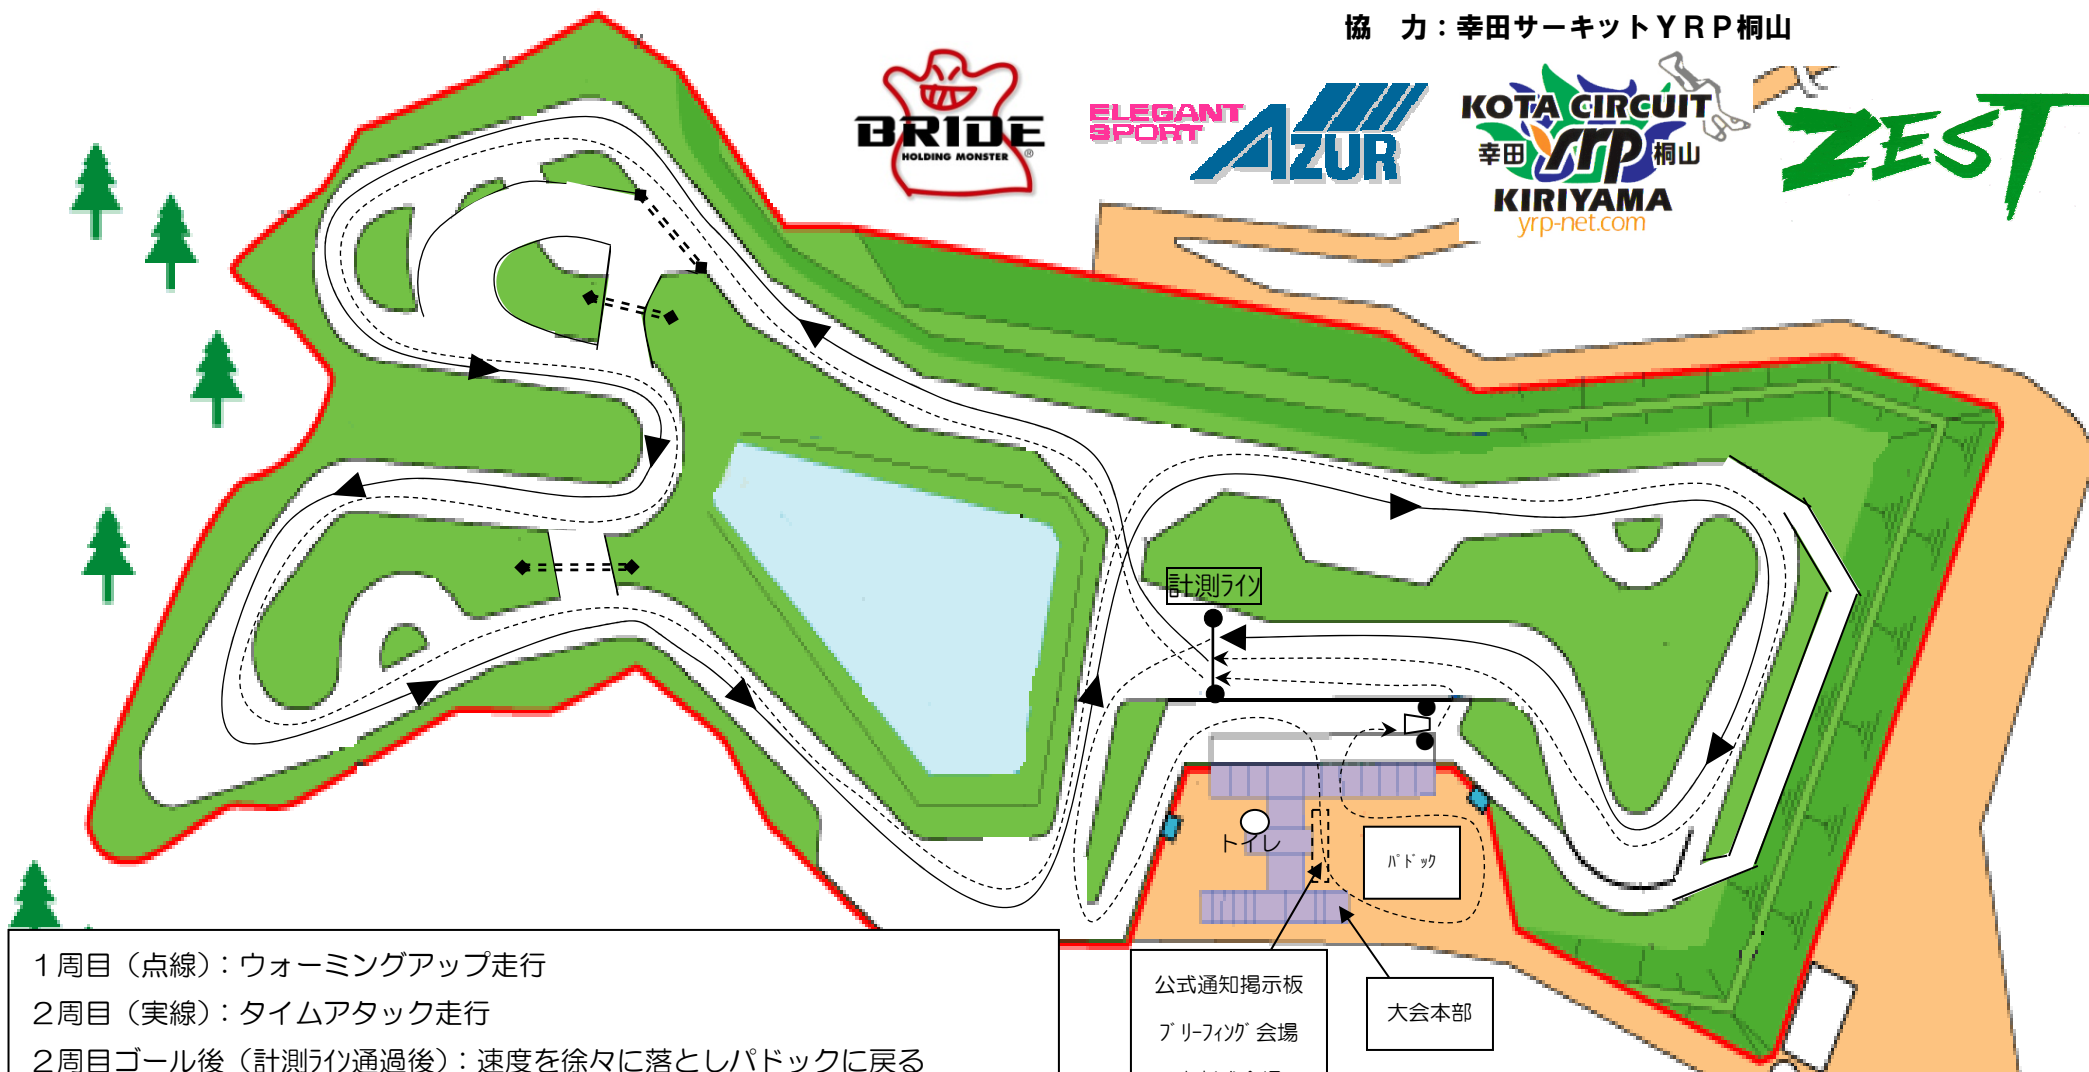 協　力：幸田サーキットＹＲＰ桐山
BRIDE
HOLDING MONSTER
®
ELEGANT
SPORT
AZUR
KOTA CIRCUIT
幸田 yrp 桐山
KIRIYAMA
yrp-net.com
ZEST
計測ﾗｲﾝ
トイレ
ﾊﾟﾄﾞｯｸ
１周目（点線）：ウォーミングアップ走行
２周目（実線）：タイムアタック走行
２周目ゴール後（計測ﾗｲﾝ通過後）：速度を徐々に落としパドックに戻る
公式通知掲示板
ﾌﾞﾘｰﾌｨﾝｸﾞ会場
大会本部